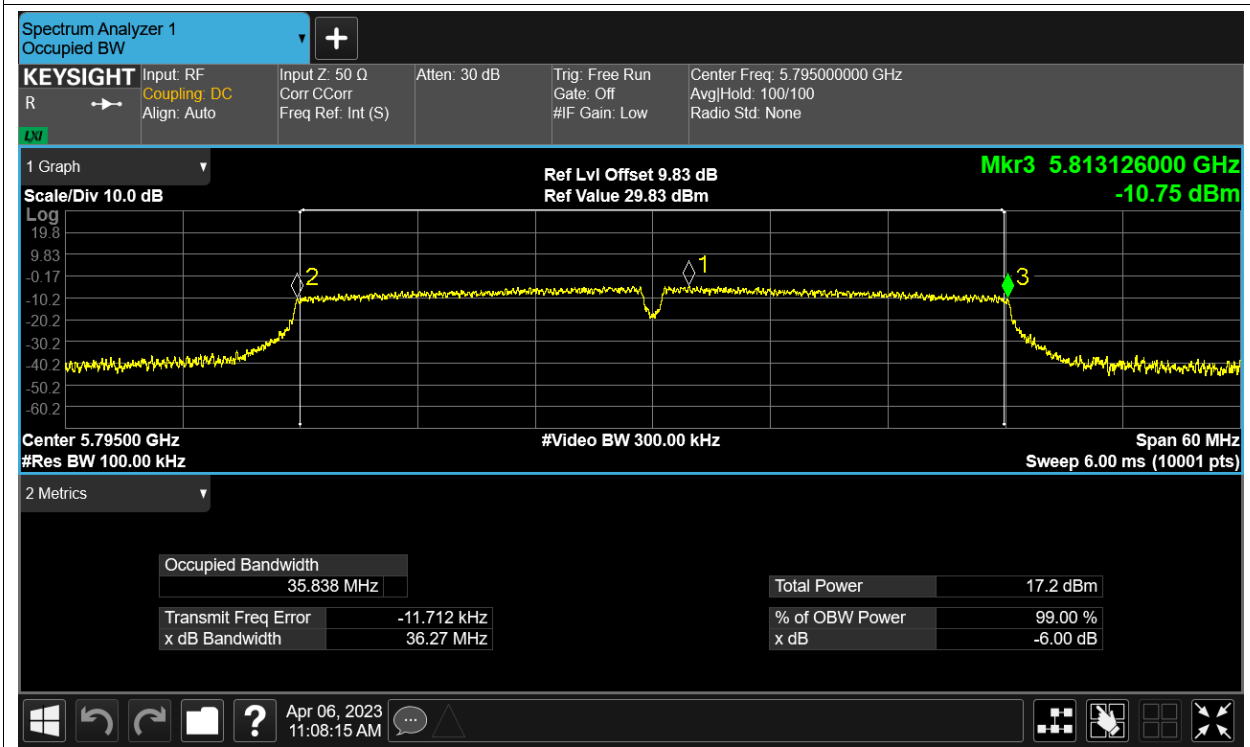 Spectrum Analyzer 1
Occupied BW
KEYSIGHT
R
LXI
Input: RF
Coupling: DC
Align: Auto
Input Z: 50 Ω
Corr CCorr
Freq Ref: Int (S)
Atten: 30 dB
Trig: Free Run
Gate: Off
#IF Gain: Low
Center Freq: 5.795000000 GHz
Avg|Hold: 100/100
Radio Std: None
1 Graph
Scale/Div 10.0 dB
Ref Lvl Offset 9.83 dB
Ref Value 29.83 dBm
Mkr3 5.813126000 GHz
-10.75 dBm
Log
19.8
9.83
-0.17
-10.2
-20.2
-30.2
-40.2
-50.2
-60.2
2
1
3
Center 5.79500 GHz
#Video BW 300.00 kHz
Span 60 MHz
#Res BW 100.00 kHz
Sweep 6.00 ms (10001 pts)
2 Metrics
Occupied Bandwidth
35.838 MHz
Transmit Freq Error -11.712 kHz
x dB Bandwidth 36.27 MHz
Total Power 17.2 dBm
% of OBW Power 99.00 %
x dB -6.00 dB
?
Apr 06, 2023
11:08:15 AM